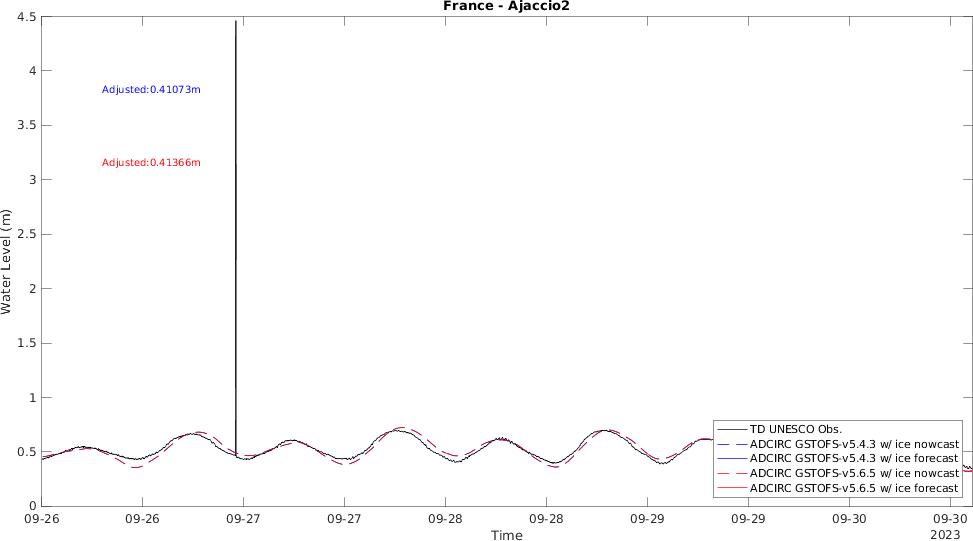 France - Ajaccio2
4.5
4
3.5
3
2.5
2
1.5
1
0.5
0
Water Level (m)
Adjusted:0.41073m
Adjusted:0.41366m
TD UNESCO Obs.
ADCIRC GSTOFS-v5.4.3 w/ ice nowcast
ADCIRC GSTOFS-v5.4.3 w/ ice forecast
ADCIRC GSTOFS-v5.6.5 w/ ice nowcast
ADCIRC GSTOFS-v5.6.5 w/ ice forecast
09-26 09-26 09-27 09-27 09-28 09-28 09-29 09-29 09-30 09-30
2023
Time